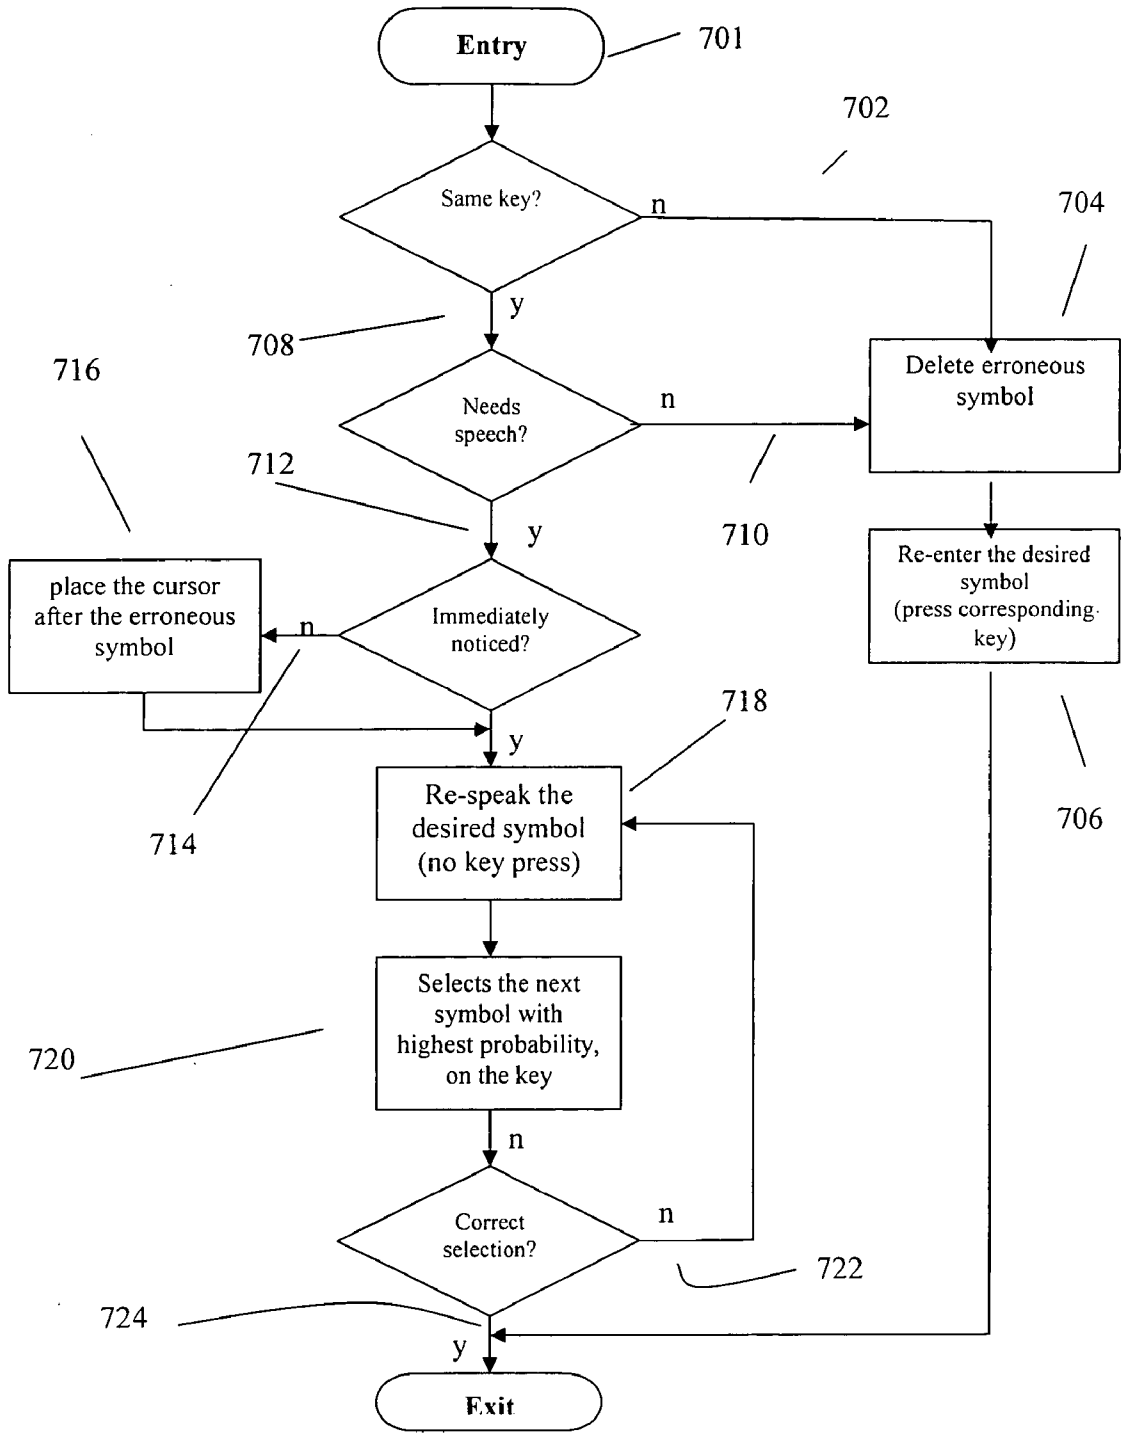 Entry
701
702
Same key?
n
704
y
708
716
Delete erroneous
symbol
Needs
speech?
n
712
y
710
Re-enter the desired
symbol
(press corresponding
key)
place the cursor
after the erroneous
symbol
n
Immediately
noticed?
718
y
714
706
Re-speak the
desired symbol
(no key press)
Selects the next
symbol with
highest probability,
on the key
720
n
Correct
selection?
n
722
724
y
Exit